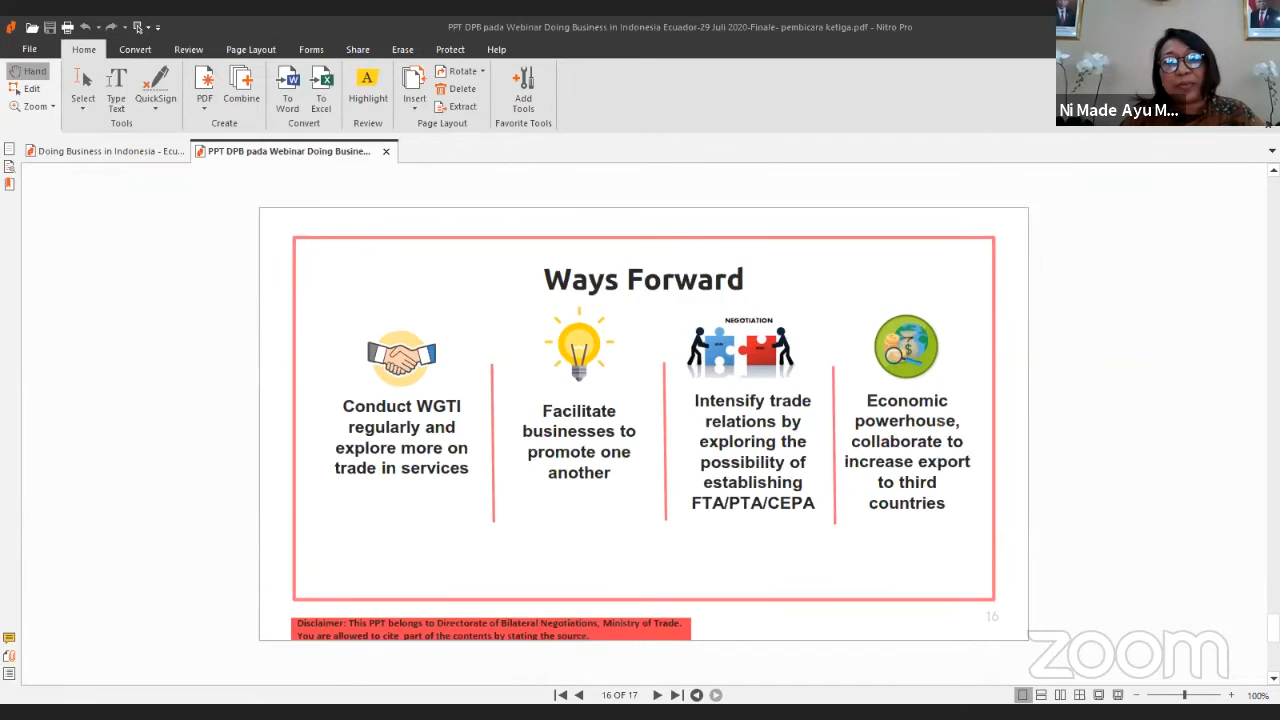 PPT DPB pada Webinar Doing Business in Indonesia Ecuador-29 Juli 2020-Finale- pembicara ketiga.pdf - Nitro Pro
File Home Convert Review Page Layout Forms Share Erase Protect Help
Hand
Edit
Zoom
Select
Type Text
QuickSign
Tools
PDF
Combine
Create
To Word
To Excel
Convert
Highlight
Review
Insert
Rotate
Delete
Extract
Page Layout
Add Tools
Favorite Tools
Ni Made Ayu M...
Doing Business in Indonesia - Ecu...
PPT DPB pada Webinar Doing Busine...
Ways Forward
Conduct WGTI
regularly and
explore more on
trade in services
Facilitate
businesses to
promote one
another
NEGOTIATION
Intensify trade
relations by
exploring the
possibility of
establishing
FTA/PTA/CEPA
Economic
powerhouse,
collaborate to
increase export
to third
countries
16
Disclaimer: This PPT belongs to Directorate of Bilateral Negotiations, Ministry of Trade.
You are allowed to cite part of the contents by stating the source.
zoom
16 OF 17
100%